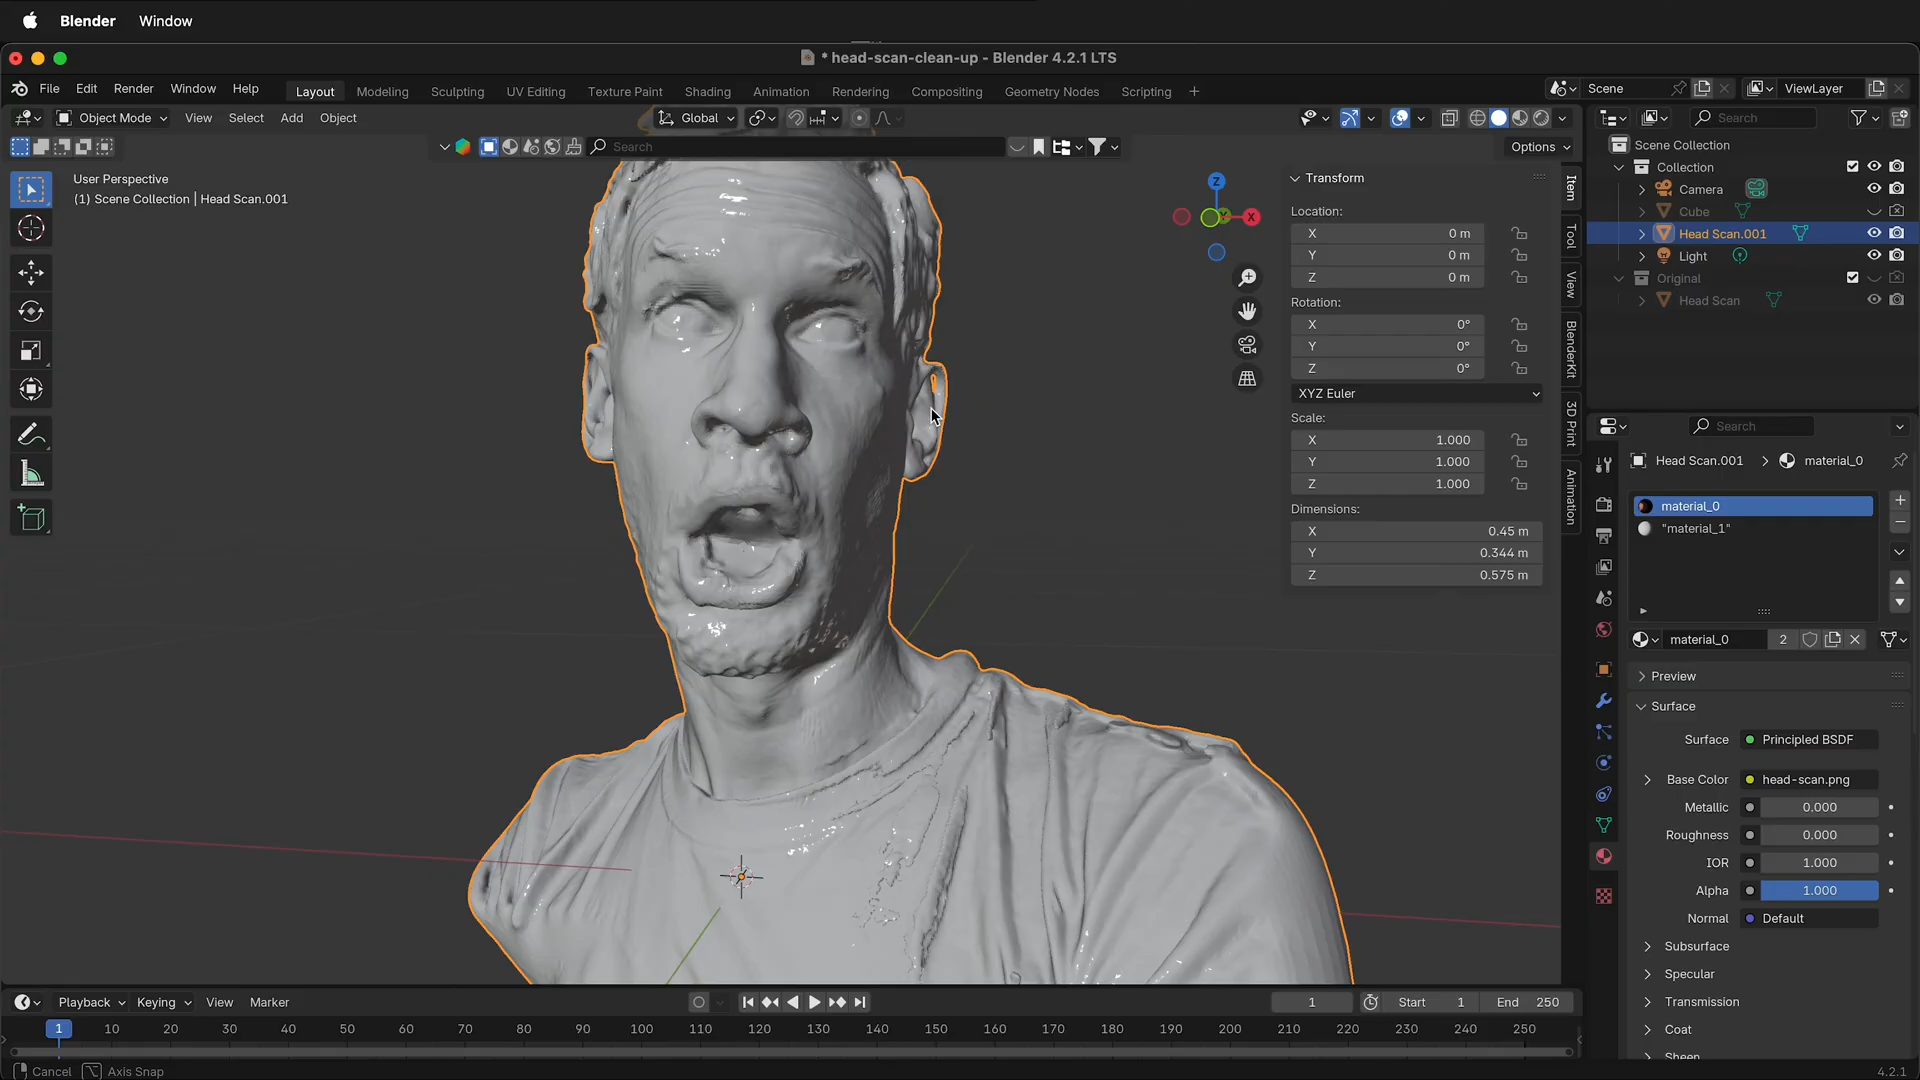 Blender Window
* head-scan-clean-up - Blender 4.2.1 LTS
File Edit Render Window Help Layout Modeling Sculpting UV Editing Texture Paint Shading Animation Rendering Compositing Geometry Nodes Scripting + Scene ViewLayer
Object Mode View Select Add Object Global Search
Search Options
User Perspective
(1) Scene Collection | Head Scan.001
Z
X
Transform
Location:
X 0 m
Y 0 m
Z 0 m
Rotation:
X 0°
Y 0°
Z 0°
XYZ Euler
Scale:
X 1.000
Y 1.000
Z 1.000
Dimensions:
X 0.45 m
Y 0.344 m
Z 0.575 m
Item
Tool
View
BlenderKit
3D Print
Animation
Scene Collection
Collection
Camera
Cube
Head Scan.001
Light
Original
Head Scan
Search
Head Scan.001 > material_0
material_0
"material_1"
material_0 2
Preview
Surface
Surface Principled BSDF
Base Color head-scan.png
Metallic 0.000
Roughness 0.000
IOR 1.000
Alpha 1.000
Normal Default
Subsurface
Specular
Transmission
Coat
Sheen
Playback Keying View Marker 1 Start 1 End 250
1 10 20 30 40 50 60 70 80 90 100 110 120 130 140 150 160 170 180 190 200 210 220 230 240 250
Cancel Axis Snap 4.2.1